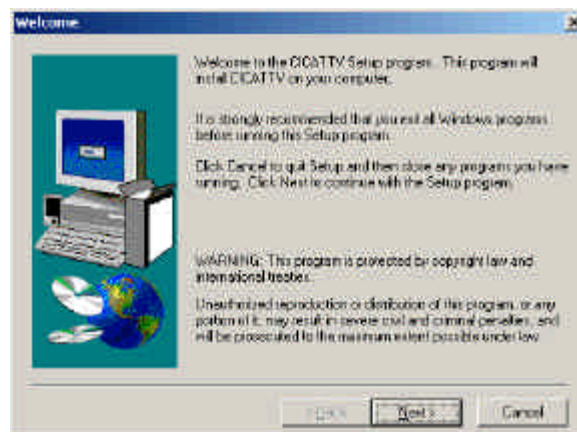 Welcome
Welcome to the CICATTV Setup program. This program will
install CICATTV on your computer.
It is strongly recommended that you exit all Windows programs
before running this Setup program.
Click Cancel to quit Setup and then close any programs you have
running. Click Next to continue with the Setup program.
WARNING: This program is protected by copyright law and
international treaties.
Unauthorized reproduction or distribution of this program, or any
portion of it, may result in severe civil and criminal penalties, and
will be prosecuted to the maximum extent possible under law.
< Back
Next >
Cancel